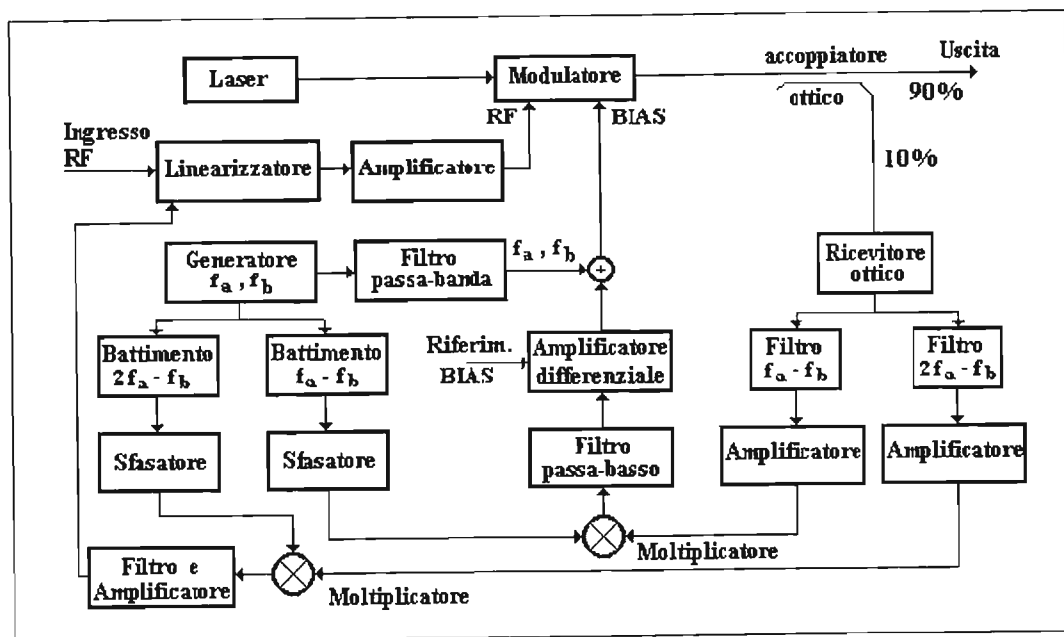 accoppiatore
Uscita
Laser
Modulatore
ottico
90%
RF
BIAS
Ingresso
RF
10%
Linearizzatore
Amplificatore
Generatore
fa , fb
Filtro
passa-banda
fa , fb
+
Ricevitore
ottico
Battimento
2fa - fb
Battimento
fa - fb
Riferim.
BIAS
Amplificatore
differenziale
Filtro
fa - fb
Filtro
2fa - fb
Sfasatore
Sfasatore
Filtro
passa-basso
Amplificatore
Amplificatore
Moltiplicatore
Filtro e
Amplificatore
Moltiplicatore